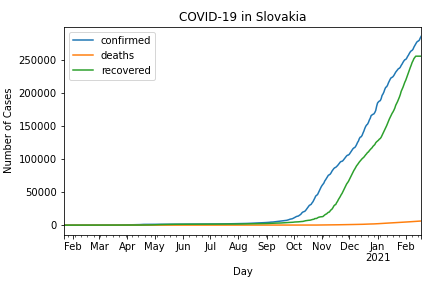 COVID-19 in Slovakia
confirmed
deaths
recovered
Number of Cases
250000
200000
150000
100000
50000
0
Feb Mar Apr May Jun Jul Aug Sep Oct Nov Dec Jan Feb
2021
Day